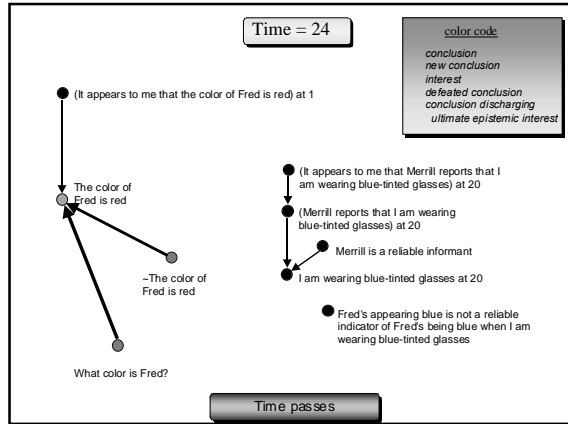 Time = 24
color code
conclusion
new conclusion
interest
defeated conclusion
conclusion discharging
ultimate epistemic interest
(It appears to me that the color of Fred is red) at 1
The color of
Fred is red
~The color of
Fred is red
What color is Fred?
(It appears to me that Merrill reports that I
am wearing blue-tinted glasses) at 20
(Merrill reports that I am wearing
blue-tinted glasses) at 20
Merrill is a reliable informant
I am wearing blue-tinted glasses at 20
Fred's appearing blue is not a reliable
indicator of Fred's being blue when I am
wearing blue-tinted glasses
Time passes